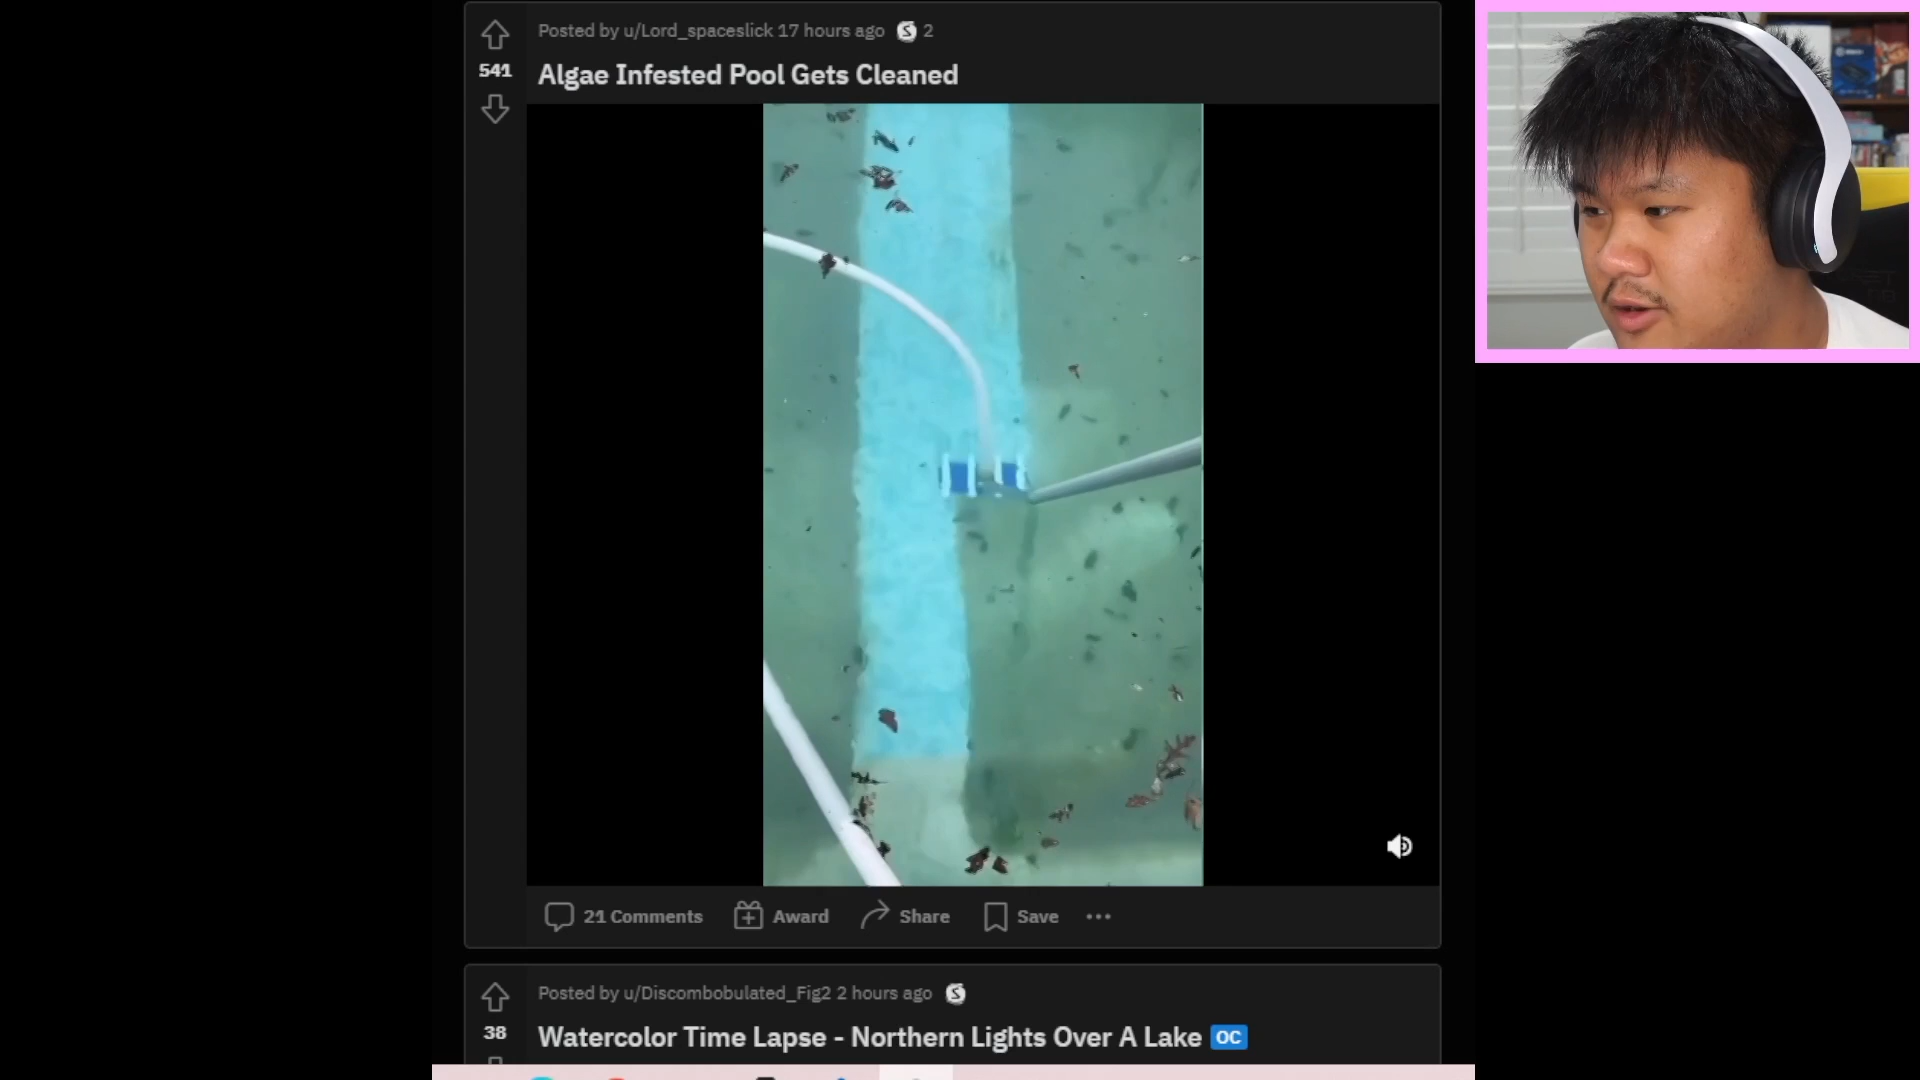 Posted by u/Lord_spaceslick 17 hours ago 2
541
Algae Infested Pool Gets Cleaned
21 Comments Award Share Save
Posted by u/Discombobulated_Fig2 2 hours ago
38
Watercolor Time Lapse - Northern Lights Over A Lake OC